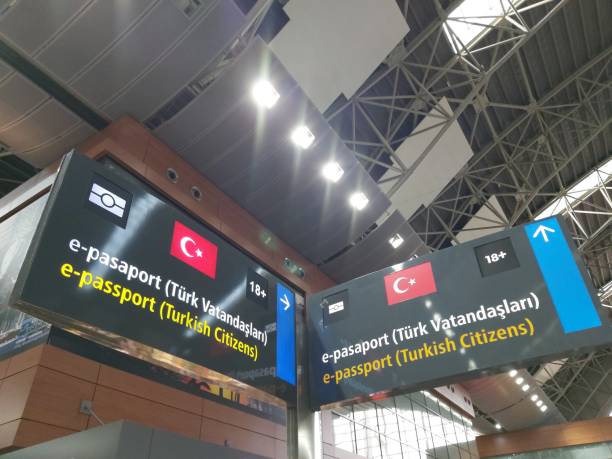 18+
e-pasaport (Türk Vatandaşları)
e-passport (Turkish Citizens)
18+
e-pasaport (Türk Vatandaşları)
e-passport (Turkish Citizens)